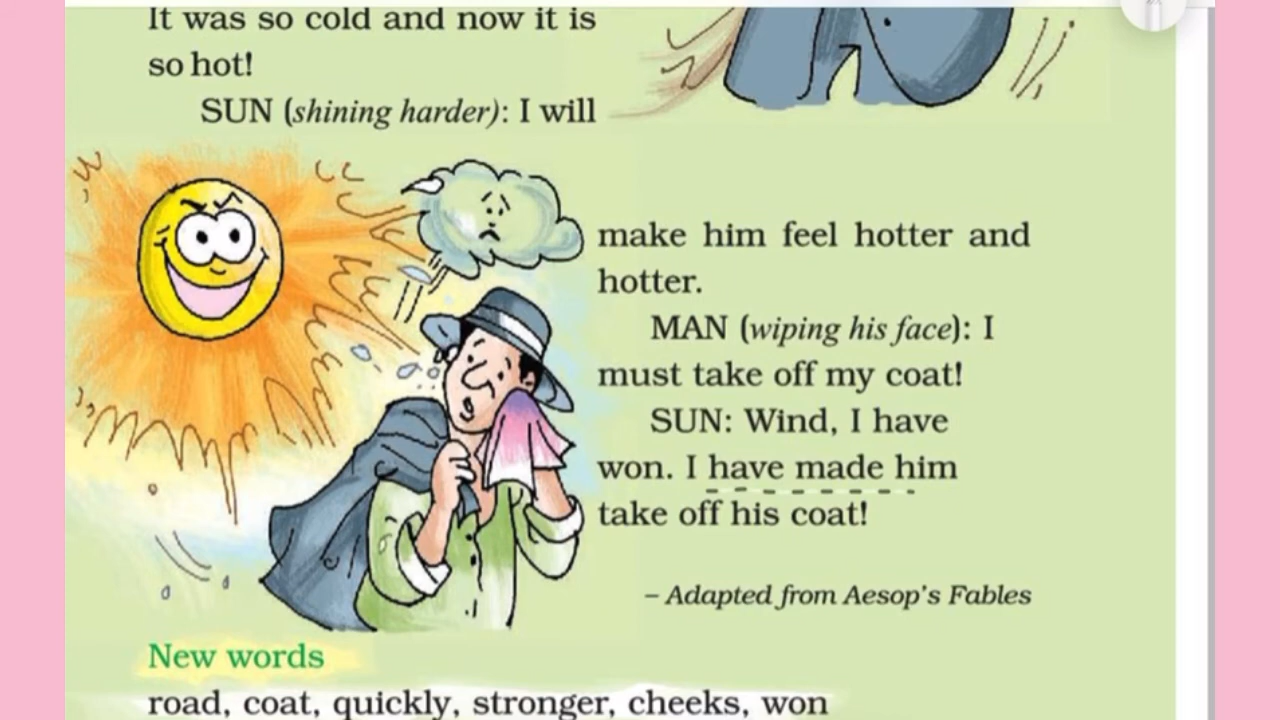 It was so cold and now it is
so hot!
SUN (shining harder): I will
make him feel hotter and
hotter.
MAN (wiping his face): I
must take off my coat!
SUN: Wind, I have
won. I have made him
take off his coat!
– Adapted from Aesop's Fables
New words
road, coat, quickly, stronger, cheeks, won